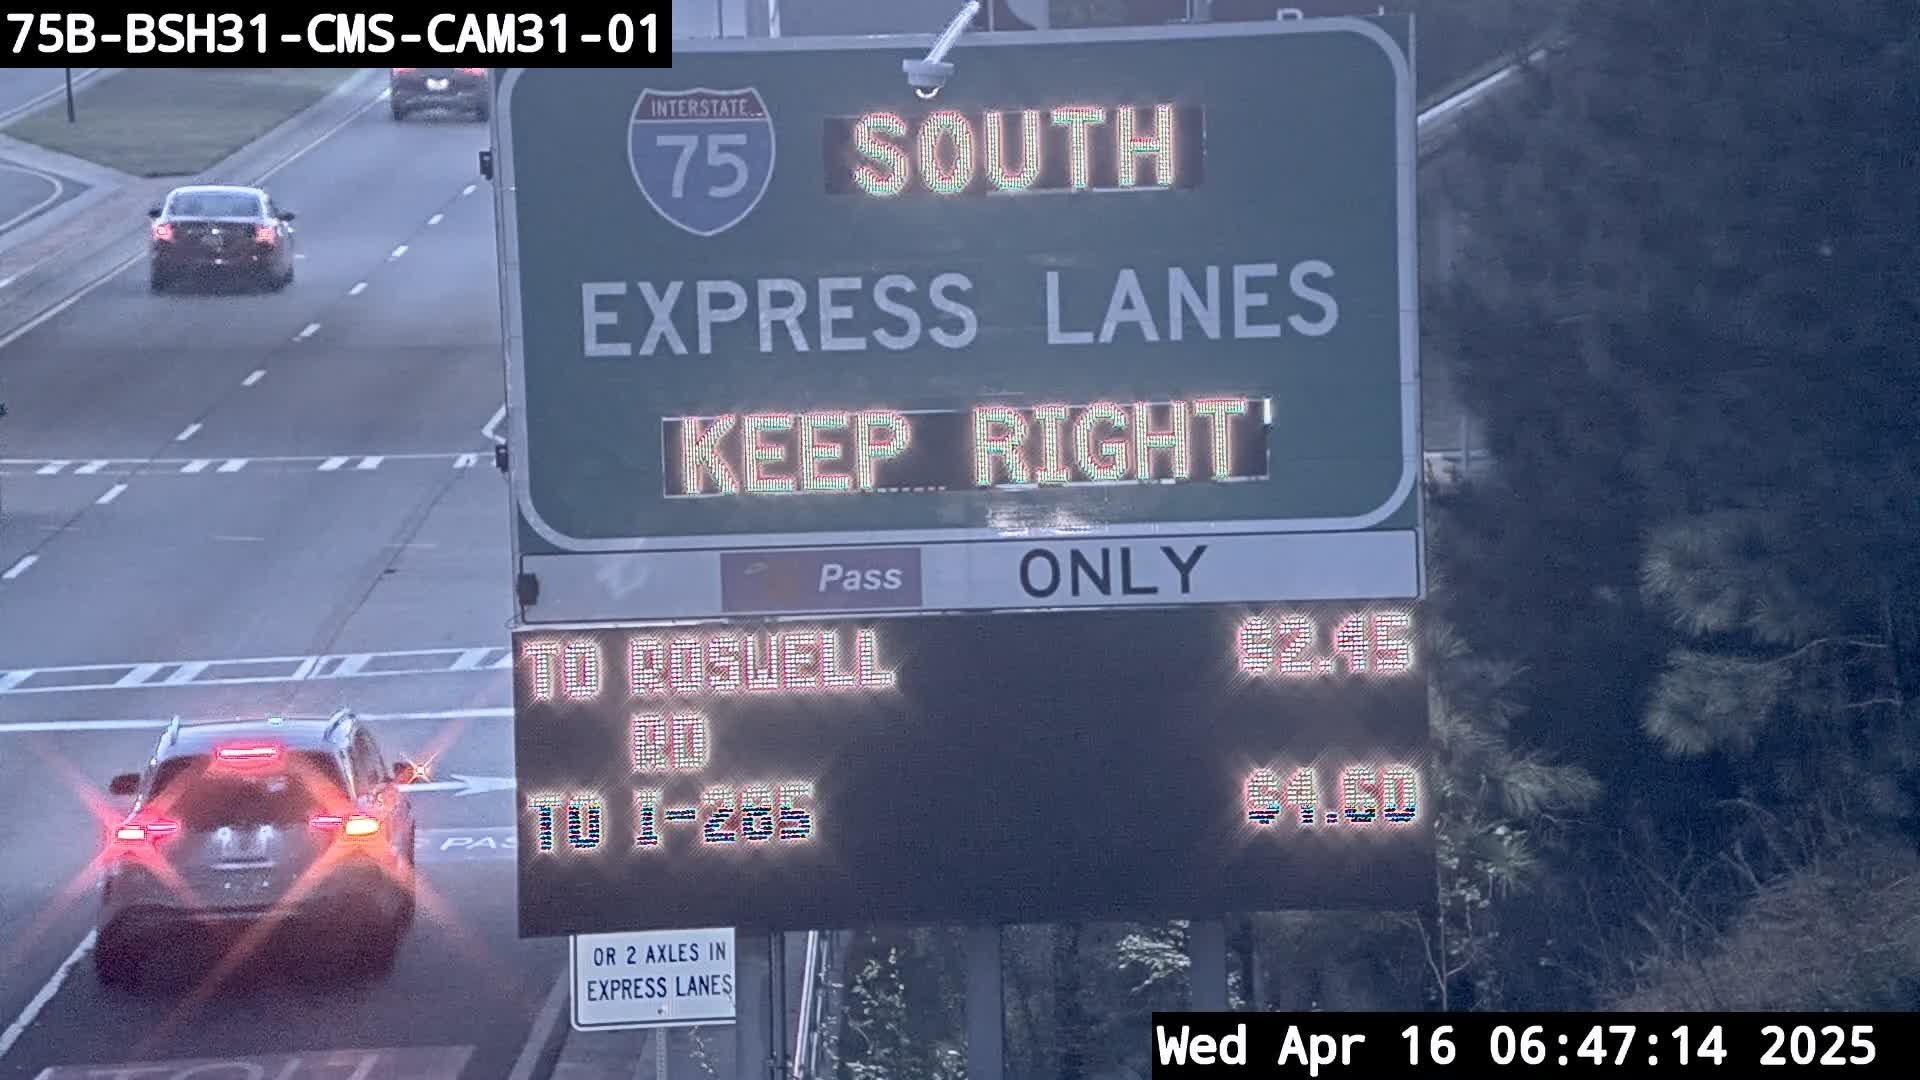 75B-BSH31-CMS-CAM31-01
INTERSTATE
75
SOUTH
EXPRESS LANES
KEEP RIGHT
Pass ONLY
TO ROSWELL $2.45
RD
TO I-285 $4.60
OR 2 AXLES IN
EXPRESS LANES
Wed Apr 16 06:47:14 2025